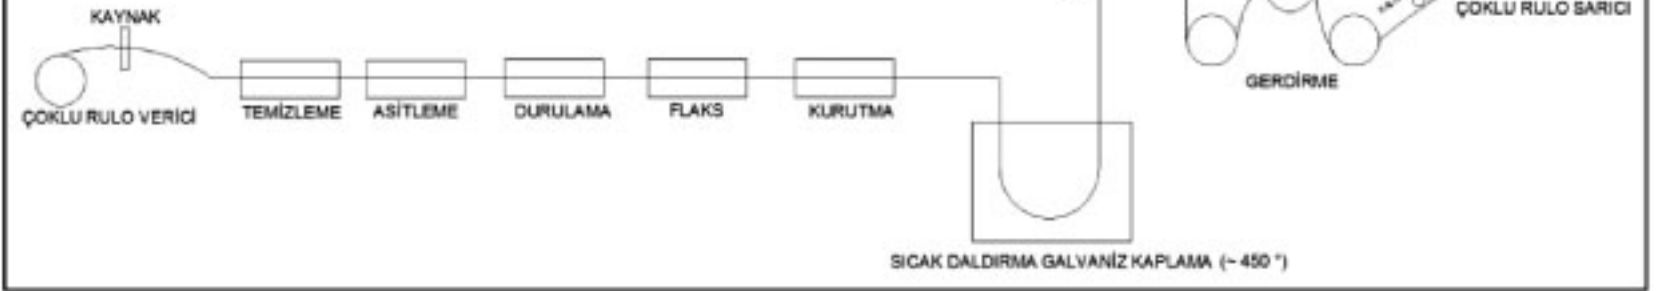 KAYNAK
ÇOKLU RULO VERİCİ
TEMİZLEME
ASİTLEME
DURULAMA
FLAKS
KURUTMA
SICAK DALDIRMA GALVANİZ KAPLAMA (~ 450 °)
GERDİRME
ÇOKLU RULO SARICI